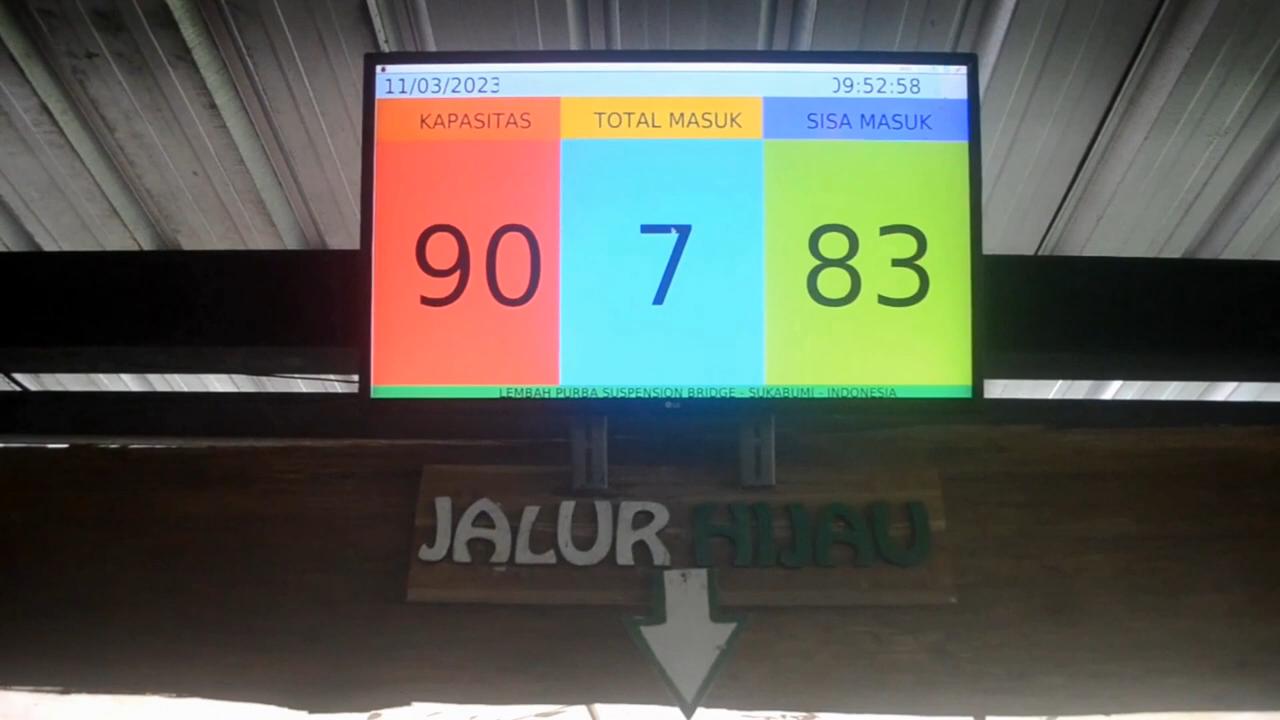 11/03/2023 09:52:58
KAPASITAS TOTAL MASUK SISA MASUK
90 7 83
LEMBAH PURBA SUSPENSION BRIDGE - SUKABUMI - INDONESIA
LG
JALUR HIJAU